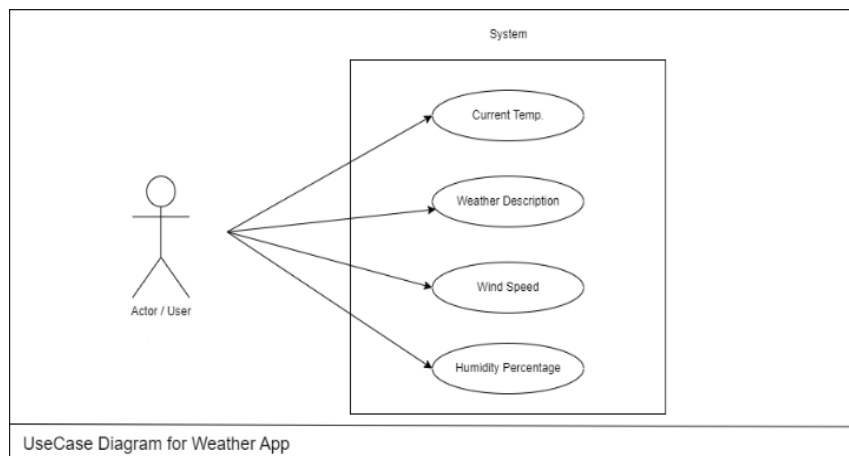 System
Current Temp.
Weather Description
Wind Speed
Humidity Percentage
Actor / User
UseCase Diagram for Weather App